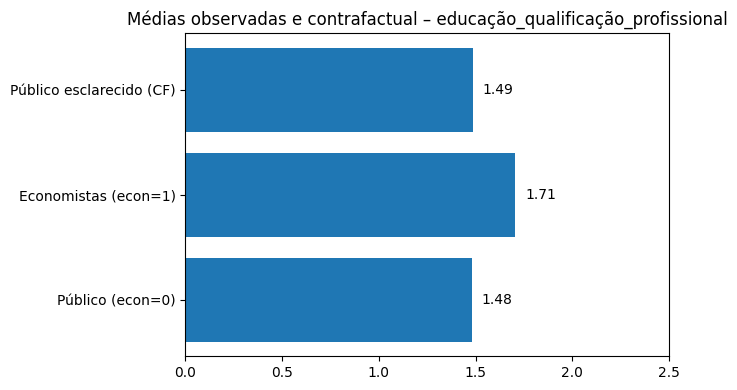 Médias observadas e contrafactual – educação_qualificação_profissional
Público esclarecido (CF)
1.49
Economistas (econ=1)
1.71
Público (econ=0)
1.48
0.0 0.5 1.0 1.5 2.0 2.5